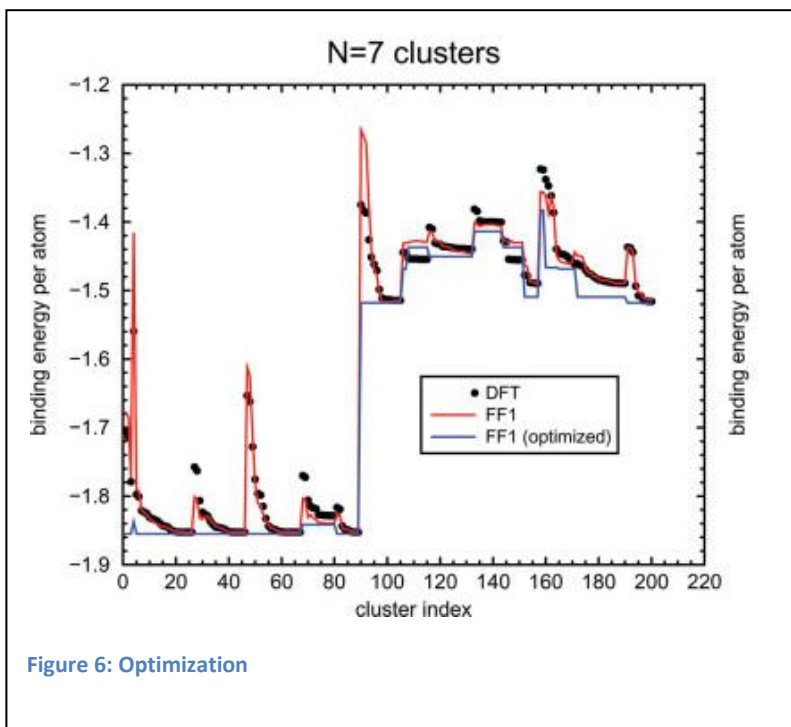 N=7 clusters
−1.2
−1.3
−1.4
−1.5
−1.6
−1.7
−1.8
−1.9
binding energy per atom
binding energy per atom
DFT
FF1
FF1 (optimized)
0 20 40 60 80 100 120 140 160 180 200 220
cluster index
Figure 6: Optimization